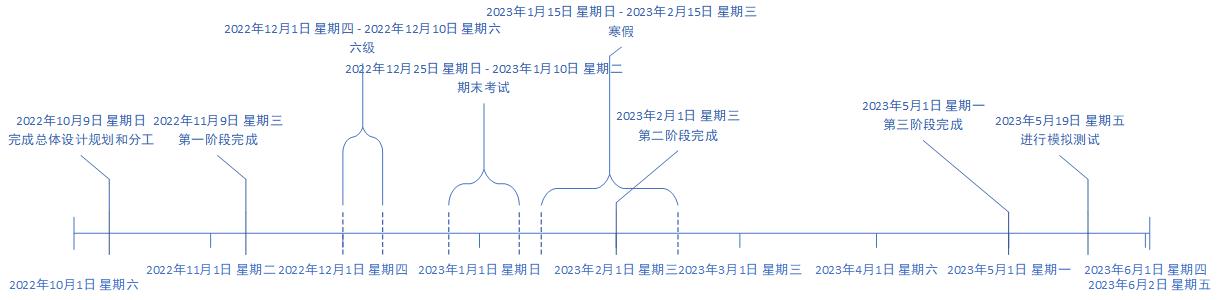 2023年1月15日 星期日 - 2023年2月15日 星期三
寒假
2022年12月1日 星期四 - 2022年12月10日 星期六
六级
2022年12月25日 星期日 - 2023年1月10日 星期二
期末考试
2022年10月9日 星期日
完成总体设计规划和分工
2022年11月9日 星期三
第一阶段完成
2023年2月1日 星期三
第二阶段完成
2023年5月1日 星期一
第三阶段完成
2023年5月19日 星期五
进行模拟测试
2022年10月1日 星期六
2022年11月1日 星期二
2022年12月1日 星期四
2023年1月1日 星期日
2023年2月1日 星期三
2023年3月1日 星期三
2023年4月1日 星期六
2023年5月1日 星期一
2023年6月1日 星期四
2023年6月2日 星期五